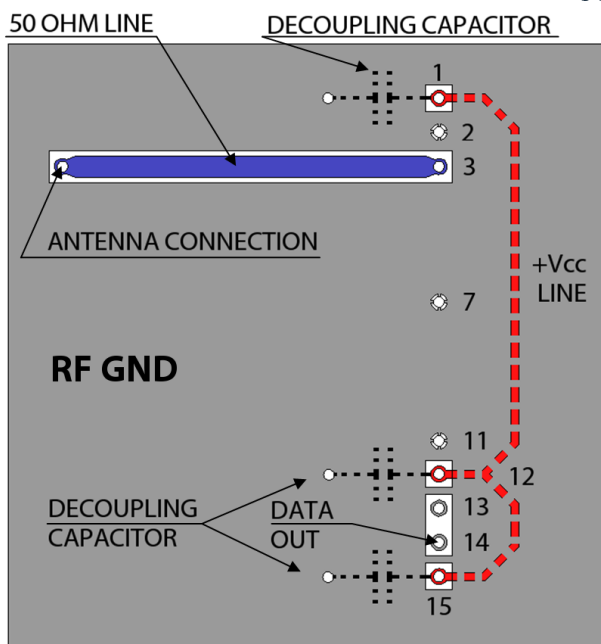 50 OHM LINE
DECOUPLING CAPACITOR
1
2
3
ANTENNA CONNECTION
+Vcc
LINE
7
RF GND
11
12
DECOUPLING
CAPACITOR
DATA
OUT
13
14
15